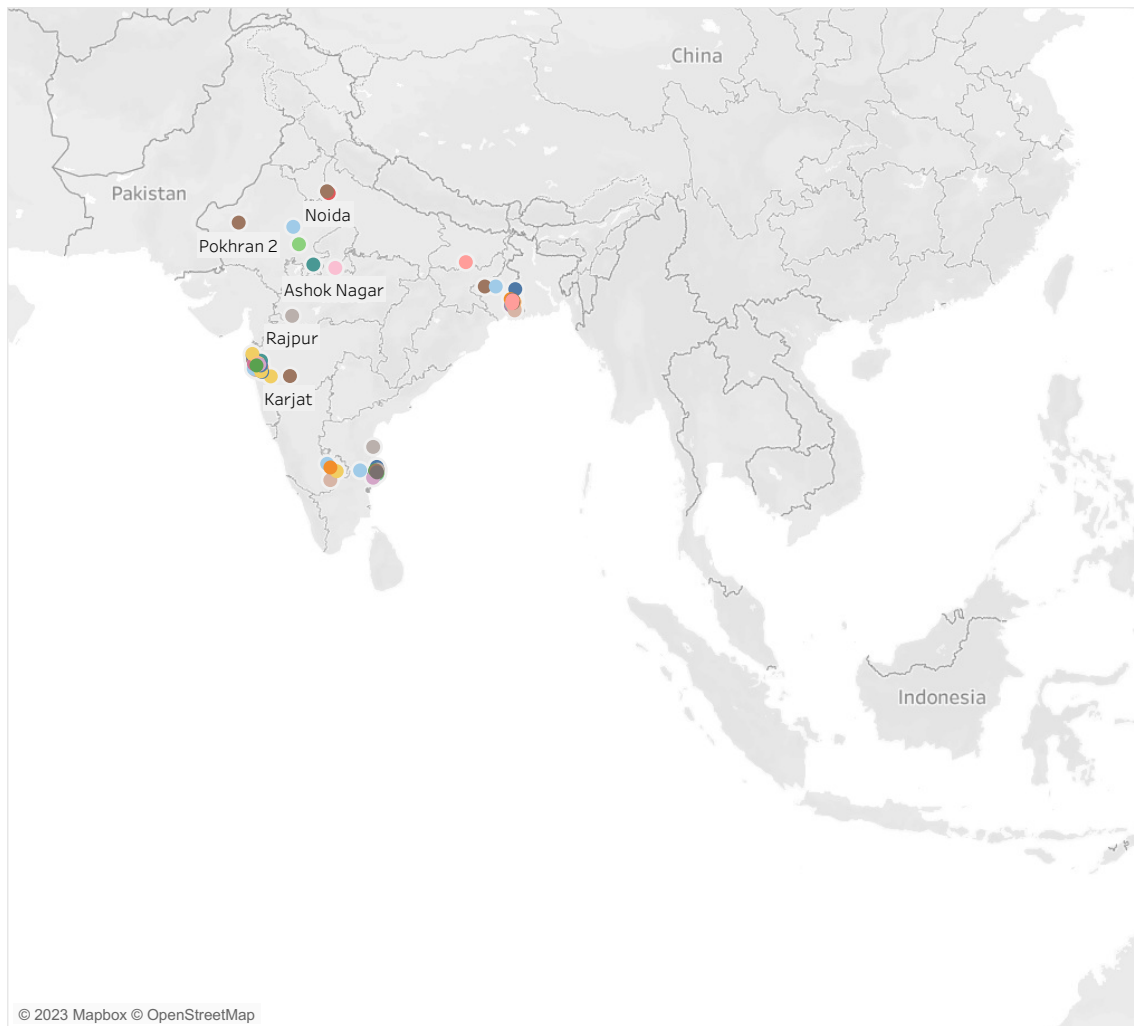 China
Pakistan
Noida
Pokhran 2
Ashok Nagar
Rajpur
Karjat
Indonesia
© 2023 Mapbox © OpenStreetMap